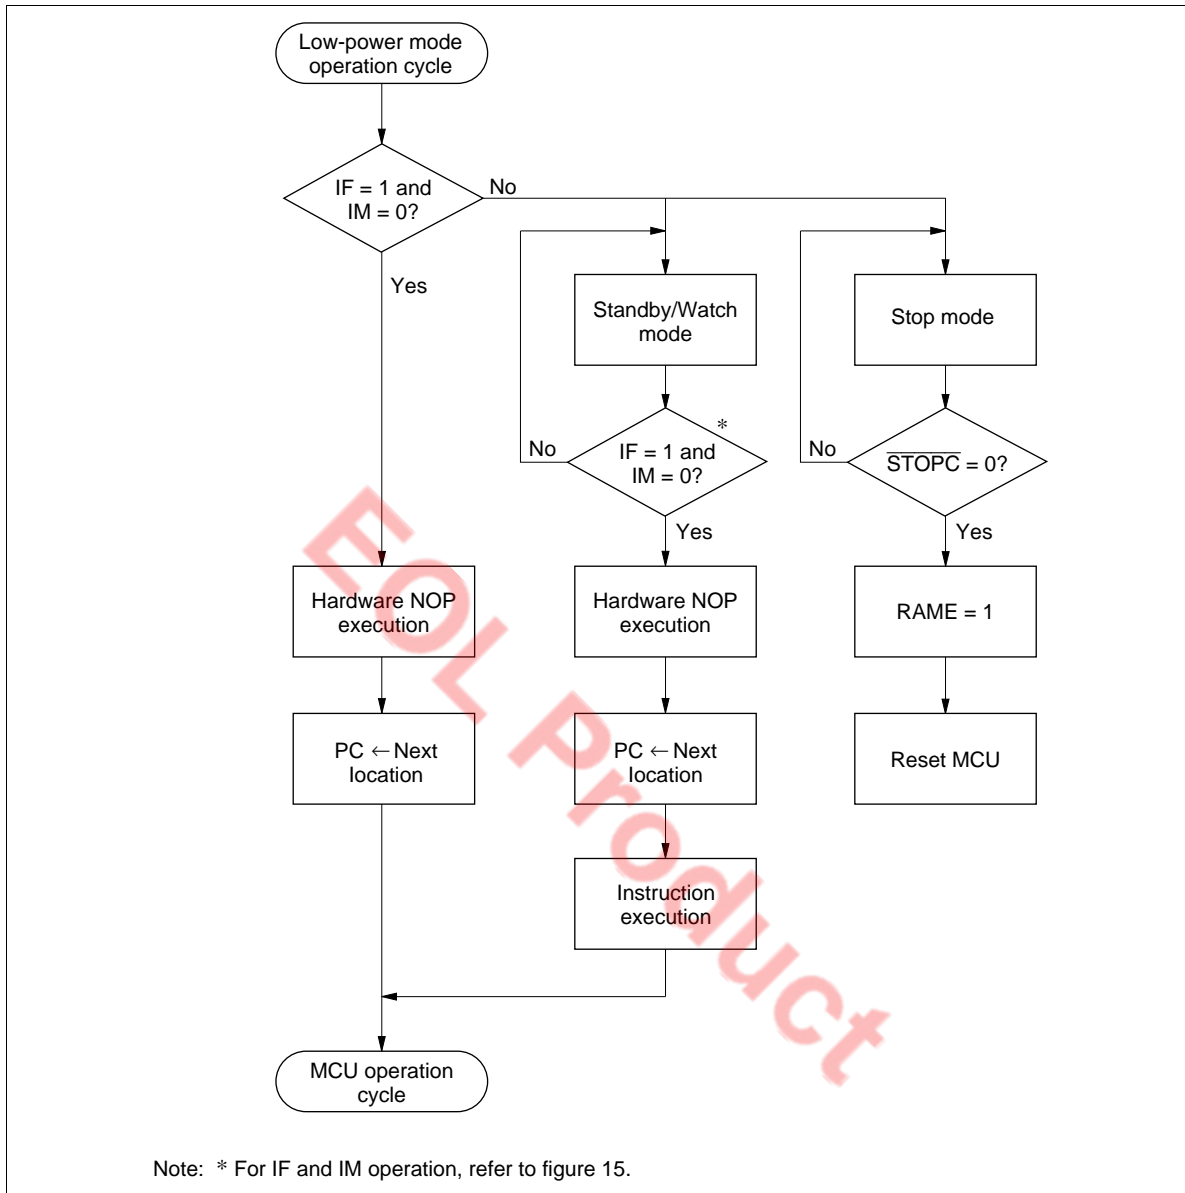 Low-power mode
operation cycle
IF = 1 and
IM = 0?
No
Yes
Standby/Watch
mode
Stop mode
*
IF = 1 and
IM = 0?
No
Yes
STOPC = 0?
No
Yes
Hardware NOP
execution
Hardware NOP
execution
RAME = 1
PC ← Next
location
PC ← Next
location
Reset MCU
Instruction
execution
MCU operation
cycle
EOL Product
Note: * For IF and IM operation, refer to figure 15.